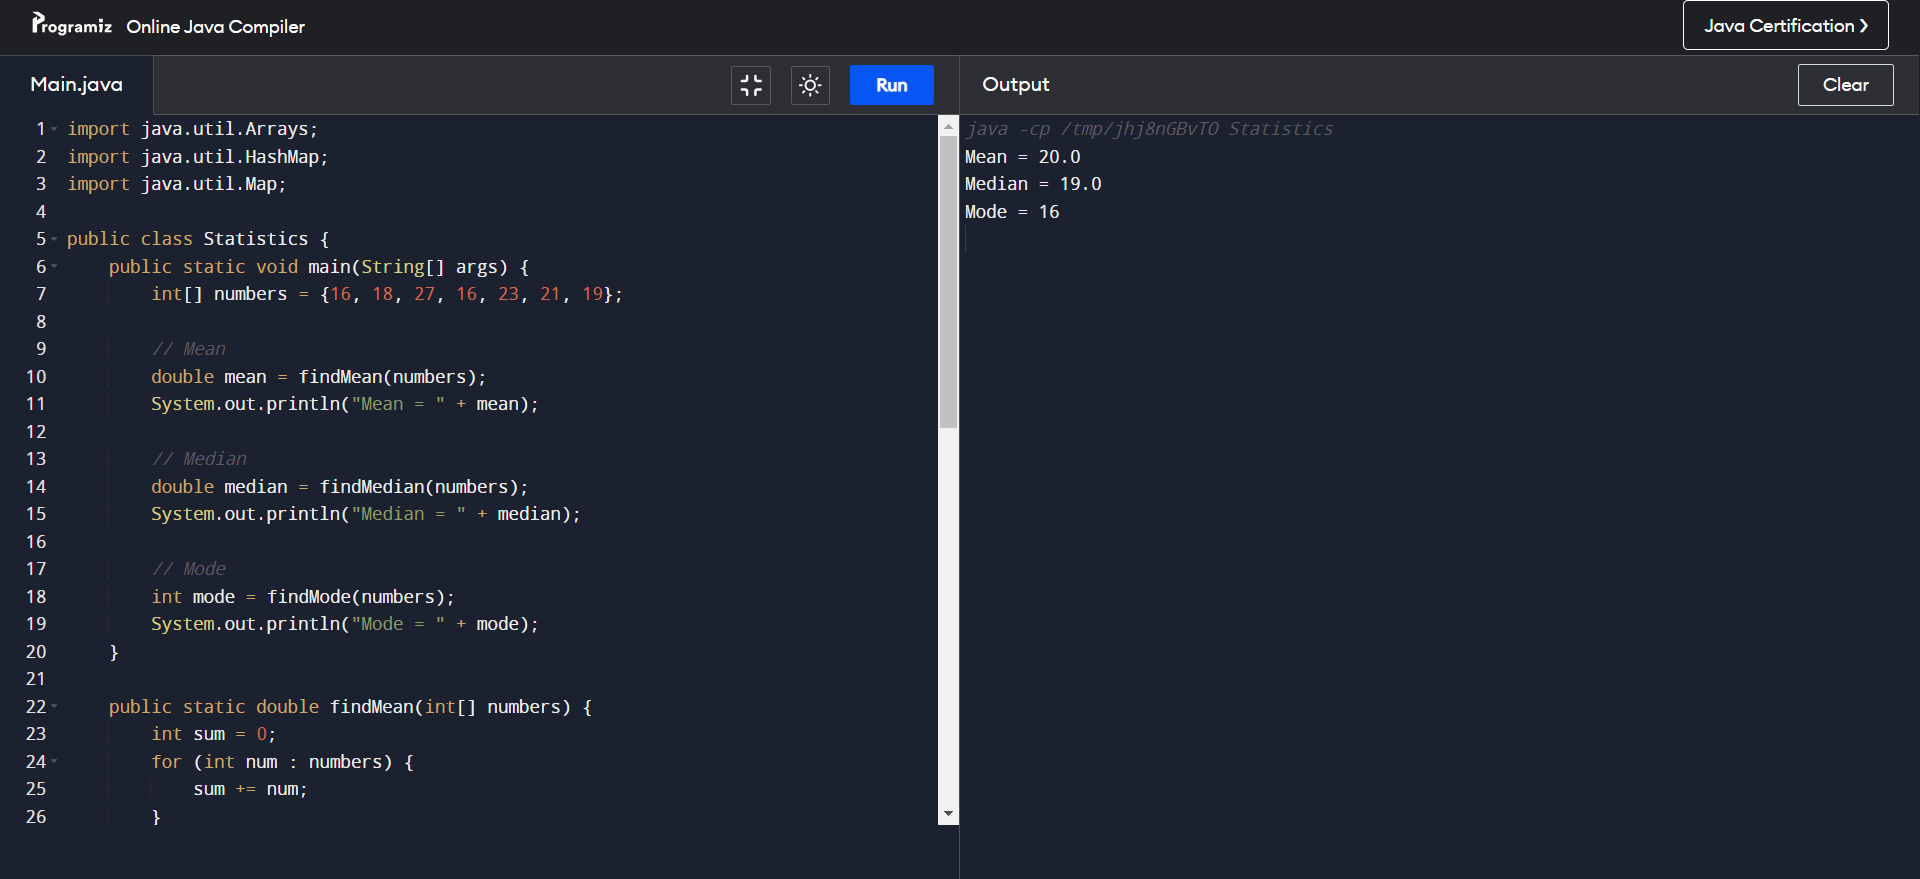 Programiz Online Java Compiler
Java Certification ❯
Main.java
Run
Output
Clear
1 import java.util.Arrays;
2 import java.util.HashMap;
3 import java.util.Map;
4
5 public class Statistics {
6     public static void main(String[] args) {
7         int[] numbers = {16, 18, 27, 16, 23, 21, 19};
8
9         // Mean
10         double mean = findMean(numbers);
11         System.out.println("Mean = " + mean);
12
13         // Median
14         double median = findMedian(numbers);
15         System.out.println("Median = " + median);
16
17         // Mode
18         int mode = findMode(numbers);
19         System.out.println("Mode = " + mode);
20     }
21
22     public static double findMean(int[] numbers) {
23         int sum = 0;
24         for (int num : numbers) {
25             sum += num;
26         }
java -cp /tmp/jhj8nGBvTO Statistics
Mean = 20.0
Median = 19.0
Mode = 16